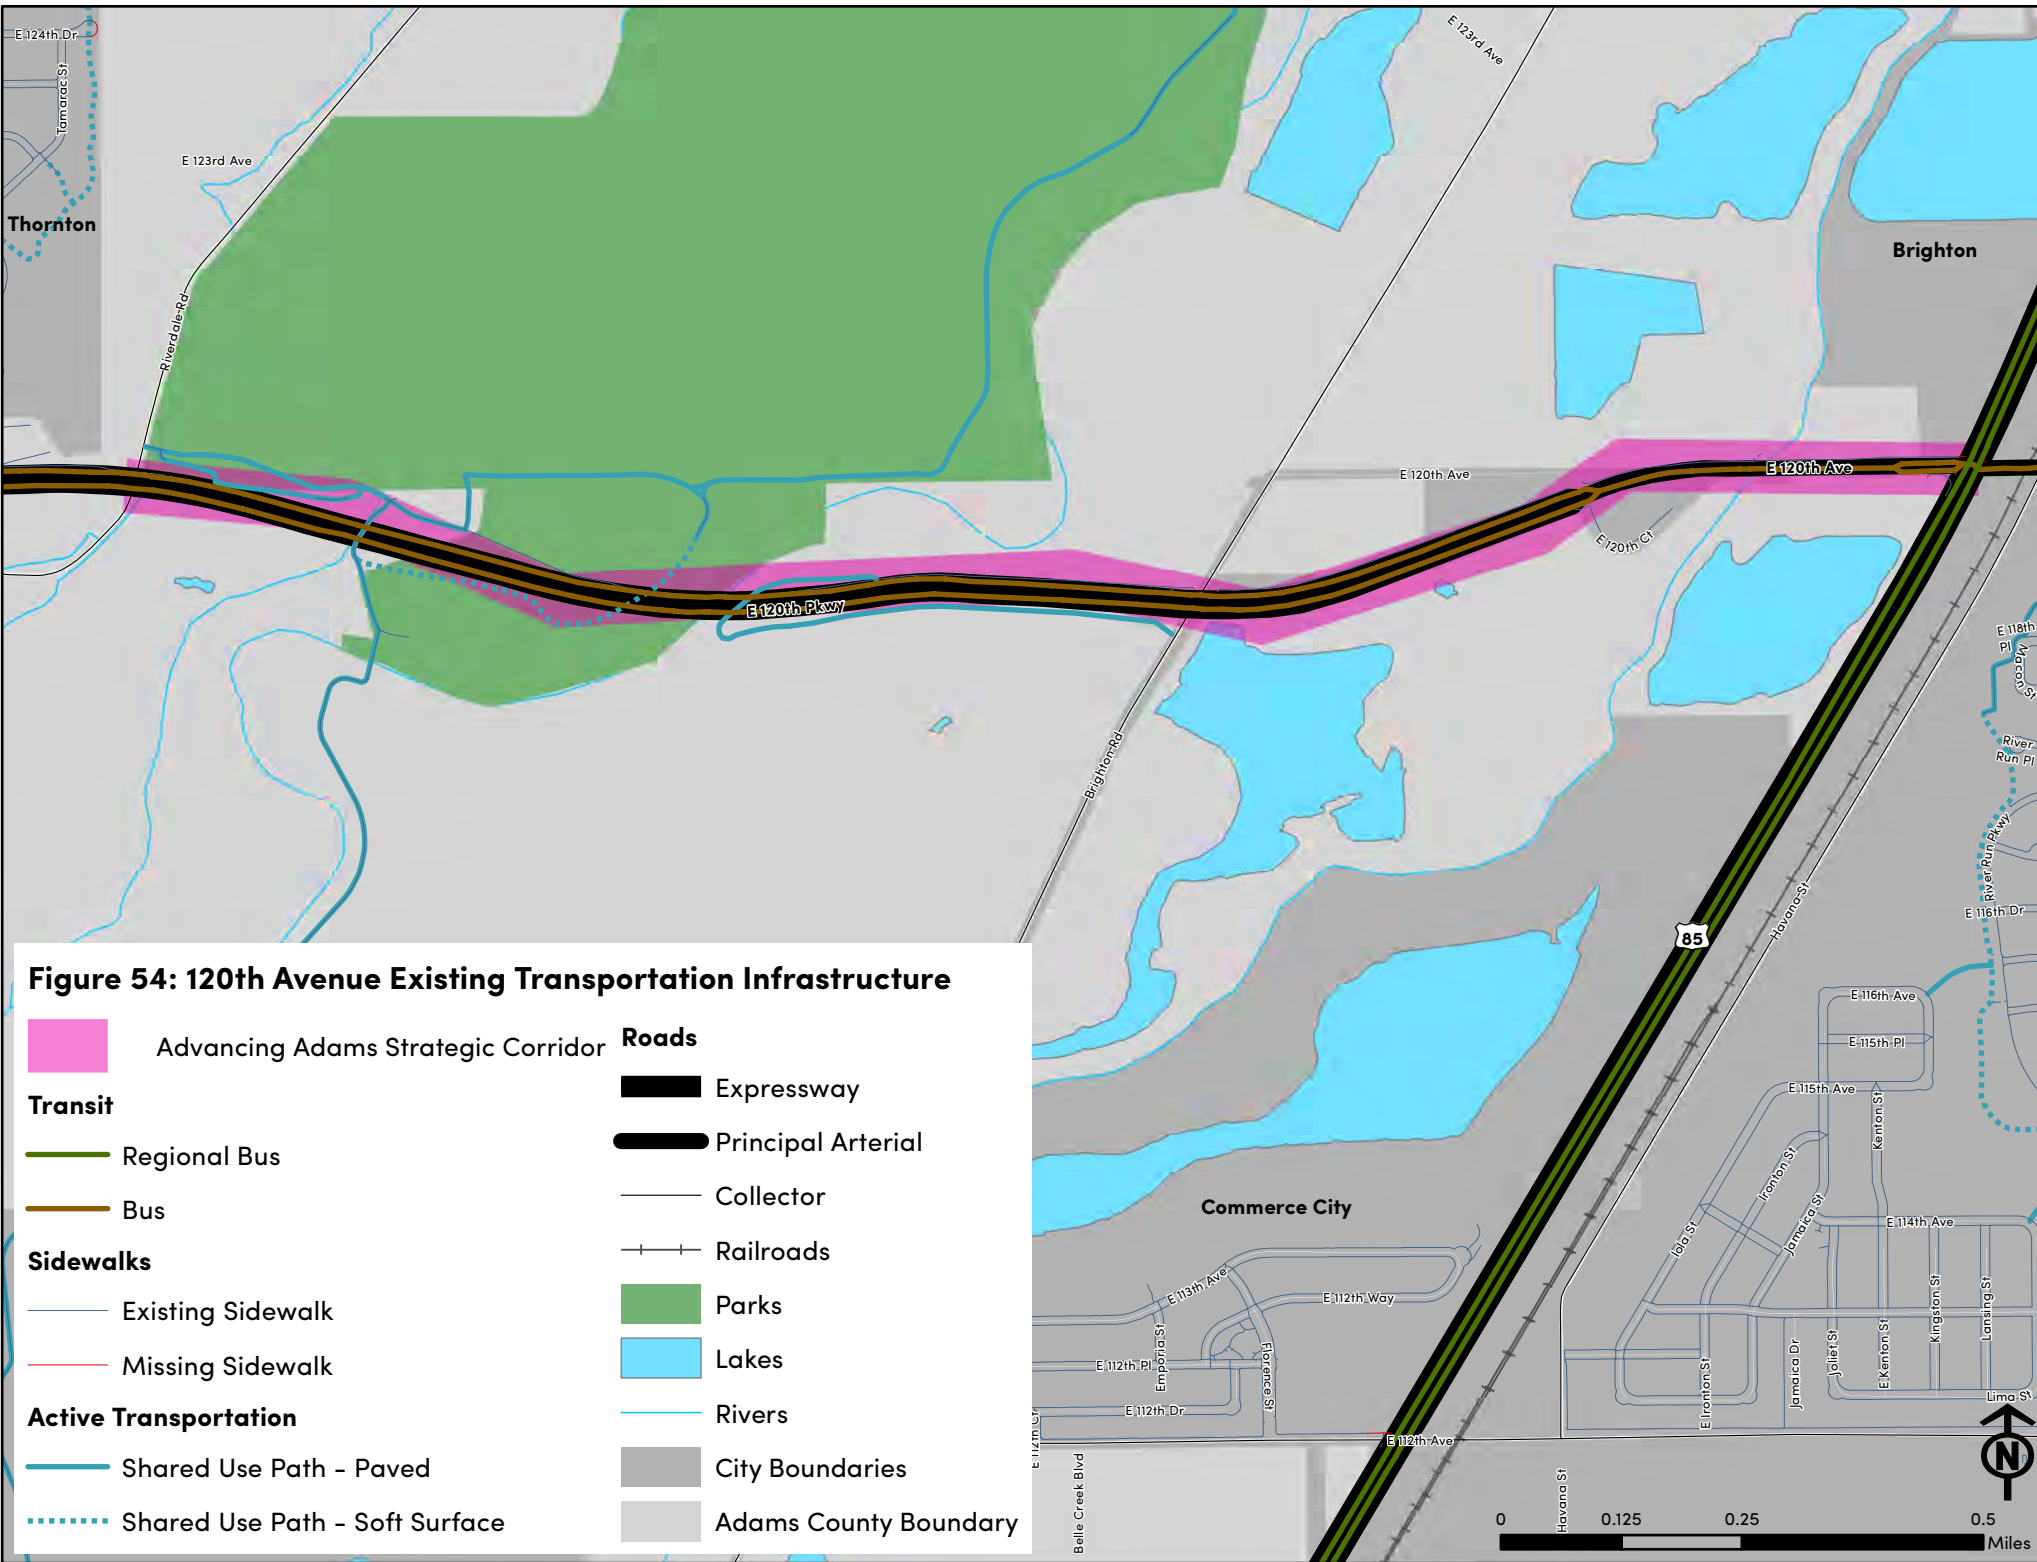 E 124th Dr
Tamarac St
E 123rd Ave
E 123rd Ave
Thornton
Brighton
Riverdale Rd
E 120th Ave
E 120th Ave
E 120th Ct
E 120th Pkwy
E 118th
Pl
Macon St
Brighton Rd
River
Run Pl
River Run Pkwy
Havana St
E 116th Dr
85
E 116th Ave
E 115th Pl
E 115th Ave
Kenton St
Ironton St
Jamaica St
Iola St
E 114th Ave
Commerce City
E 113th Ave
E 112th Way
Emporia St
E 112th Pl
Florence St
E 112th Dr
E 112th Ct
E 112th Ave
Belle Creek Blvd
Havana St
E Ironton St
Jamaica Dr
Joliet St
E Kenton St
Kingston St
Lansing St
Lima St
N
0 0.125 0.25 0.5
Miles
Figure 54: 120th Avenue Existing Transportation Infrastructure
Advancing Adams Strategic Corridor
Transit
Regional Bus
Bus
Sidewalks
Existing Sidewalk
Missing Sidewalk
Active Transportation
Shared Use Path - Paved
Shared Use Path - Soft Surface
Roads
Expressway
Principal Arterial
Collector
Railroads
Parks
Lakes
Rivers
City Boundaries
Adams County Boundary